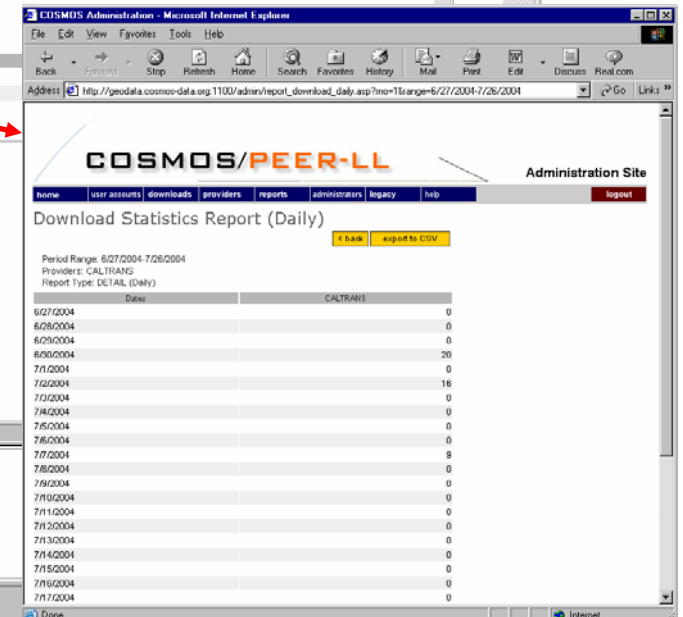 COSMOS Administration - Microsoft Internet Explorer
File Edit View Favorites Tools Help
Back Forward Stop Refresh Home Search Favorites History Mail Print Edit Discuss Real.com
Address http://geodata.cosmos-data.org:1100/admin/report_download_daily.asp?mo=1&range=6/27/2004-7/26/2004 Go Links »
COSMOS/PEER-LL
Administration Site
home user accounts downloads providers reports administrators legacy help logout
Download Statistics Report (Daily)
< back export to CSV
Period Range: 6/27/2004-7/26/2004
Providers: CALTRANS
Report Type: DETAIL (Daily)
Dates CALTRANS
6/27/2004 0
6/28/2004 0
6/29/2004 0
6/30/2004 20
7/1/2004 0
7/2/2004 16
7/3/2004 0
7/4/2004 0
7/5/2004 0
7/6/2004 0
7/7/2004 9
7/8/2004 0
7/9/2004 0
7/10/2004 0
7/11/2004 0
7/12/2004 0
7/13/2004 0
7/14/2004 0
7/15/2004 0
7/16/2004 0
7/17/2004 0
Done Internet